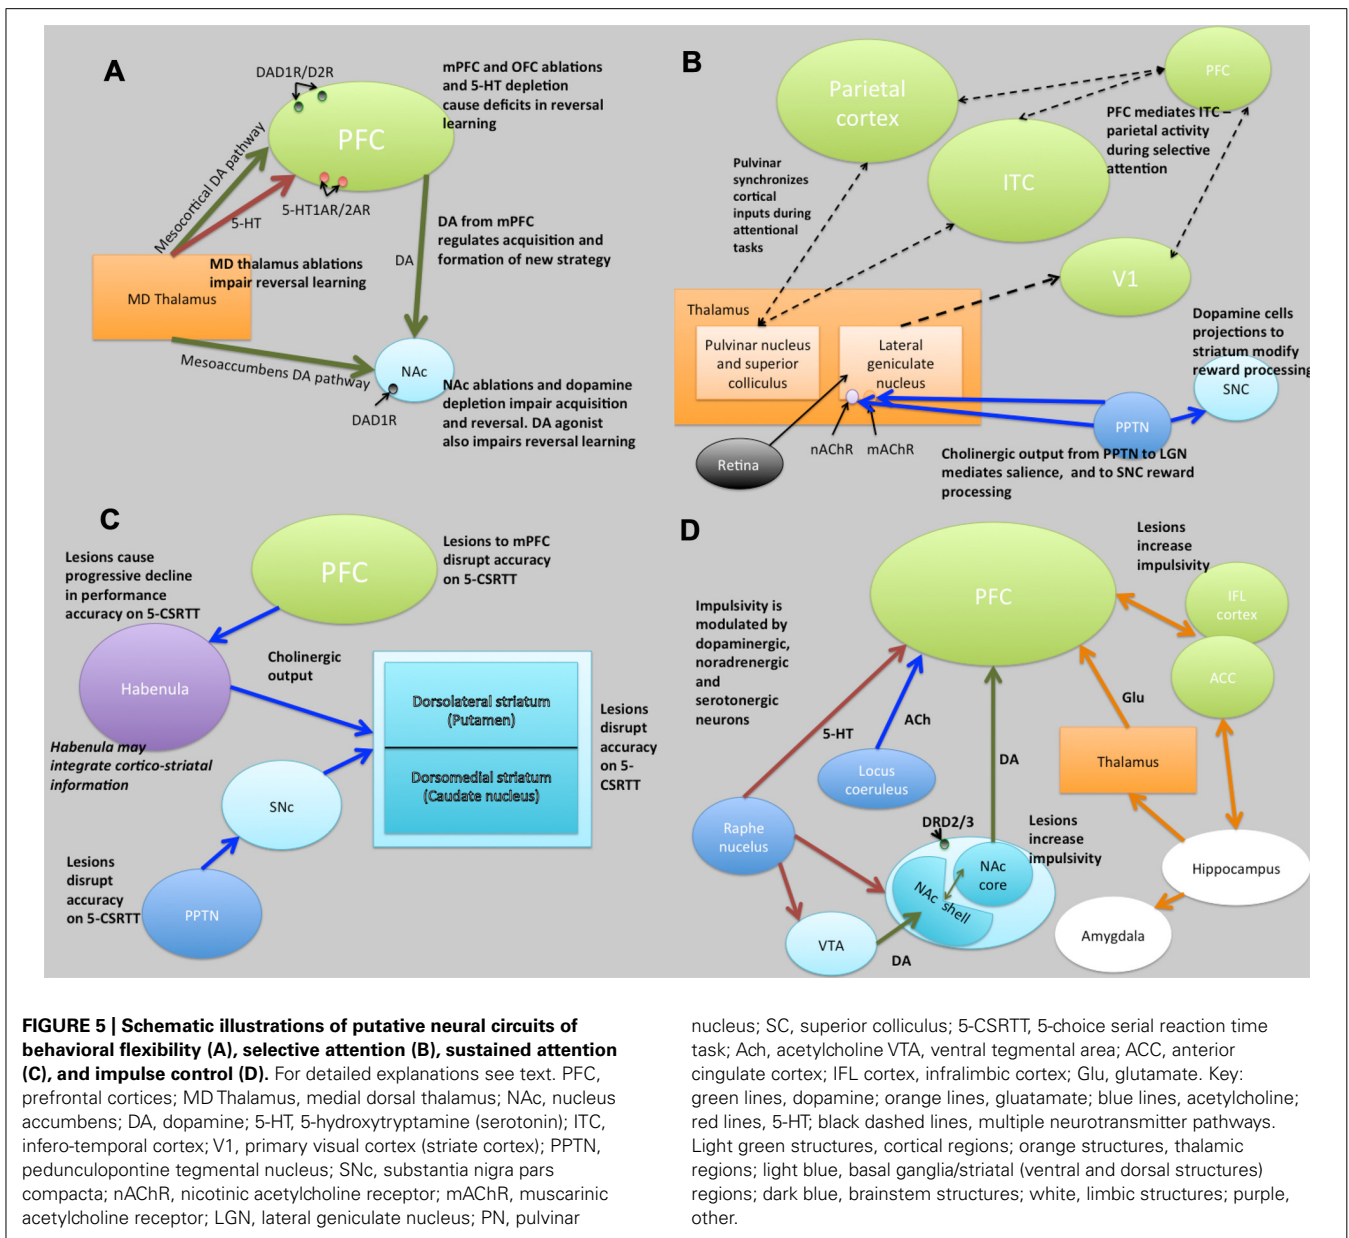 A
DAD1R/D2R
PFC
mPFC and OFC ablations
and 5-HT depletion
cause deficits in reversal
learning
Mesocortical DA pathway
5-HT
5-HT1AR/2AR
MD thalamus ablations
impair reversal learning
MD Thalamus
DA
DA from mPFC
regulates acquisition and
formation of new strategy
Mesoaccumbens DA pathway
NAc
DAD1R
NAc ablations and dopamine
depletion impair acquisition
and reversal. DA agonist
also impairs reversal learning
B
Parietal
cortex
PFC
PFC mediates ITC –
parietal activity
during selective
attention
ITC
Pulvinar
synchronizes
cortical
inputs during
attentional
tasks
V1
Thalamus
Pulvinar nucleus
and superior
colliculus
Lateral
geniculate
nucleus
Dopamine cells
projections to
striatum modify
reward processing
SNC
PPTN
nAChR
mAChR
Retina
Cholinergic output from PPTN to LGN
mediates salience, and to SNC reward
processing
C
PFC
Lesions to mPFC
disrupt accuracy
on 5-CSRTT
Lesions cause
progressive decline
in performance
accuracy on 5-CSRTT
Habenula
Cholinergic
output
Habenula may
integrate cortico-striatal
information
Dorsolateral striatum
(Putamen)
Dorsomedial striatum
(Caudate nucleus)
Lesions
disrupt
accuracy
on 5-
CSRTT
SNc
Lesions
disrupt
accuracy
on 5-CSRTT
PPTN
D
PFC
Lesions
increase
impulsivity
IFL
cortex
ACC
Impulsivity is
modulated by
dopaminergic,
noradrenergic
and
serotonergic
neurons
5-HT
ACh
Glu
Locus
coeruleus
DA
Thalamus
Raphe
nucelus
DRD2/3
Lesions
increase
impulsivity
NAc
core
NAc shell
Hippocampus
Amygdala
VTA
DA
FIGURE 5 | Schematic illustrations of putative neural circuits of
behavioral flexibility (A), selective attention (B), sustained attention
(C), and impulse control (D). For detailed explanations see text. PFC,
prefrontal cortices; MD Thalamus, medial dorsal thalamus; NAc, nucleus
accumbens; DA, dopamine; 5-HT, 5-hydroxytryptamine (serotonin); ITC,
infero-temporal cortex; V1, primary visual cortex (striate cortex); PPTN,
pedunculopontine tegmental nucleus; SNc, substantia nigra pars
compacta; nAChR, nicotinic acetylcholine receptor; mAChR, muscarinic
acetylcholine receptor; LGN, lateral geniculate nucleus; PN, pulvinar
nucleus; SC, superior colliculus; 5-CSRTT, 5-choice serial reaction time
task; Ach, acetylcholine VTA, ventral tegmental area; ACC, anterior
cingulate cortex; IFL cortex, infralimbic cortex; Glu, glutamate. Key:
green lines, dopamine; orange lines, gluatamate; blue lines, acetylcholine;
red lines, 5-HT; black dashed lines, multiple neurotransmitter pathways.
Light green structures, cortical regions; orange structures, thalamic
regions; light blue, basal ganglia/striatal (ventral and dorsal structures)
regions; dark blue, brainstem structures; white, limbic structures; purple,
other.